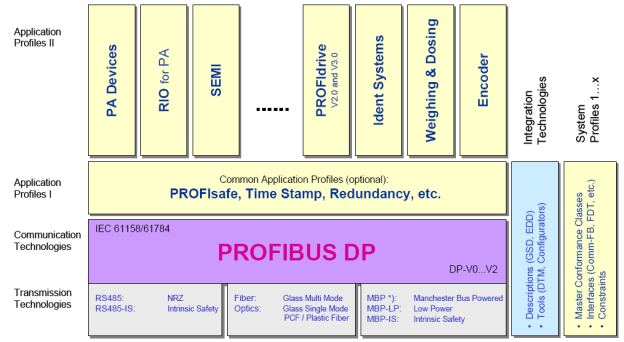 Application
Profiles II
PA Devices
RIO for PA
SEMI
......
PROFIdrive
V2.0 and V3.0
Ident Systems
Weighing & Dosing
Encoder
Integration
Technologies
System
Profiles 1…x
Application
Profiles I
Common Application Profiles (optional):
PROFIsafe, Time Stamp, Redundancy, etc.
Communication
Technologies
IEC 61158/61784
PROFIBUS DP
DP-V0…V2
Transmission
Technologies
RS485: NRZ
RS485-IS: Intrinsic Safety
Fiber: Glass Multi Mode
Optics: Glass Single Mode
PCF / Plastic Fiber
MBP *): Manchester Bus Powered
MBP-LP: Low Power
MBP-IS: Intrinsic Safety
• Descriptions (GSD, EDD)
• Tools (DTM, Configurators)
• Master Conformance Classes
• Interfaces (Comm-FB, FDT, etc.)
• Constraints